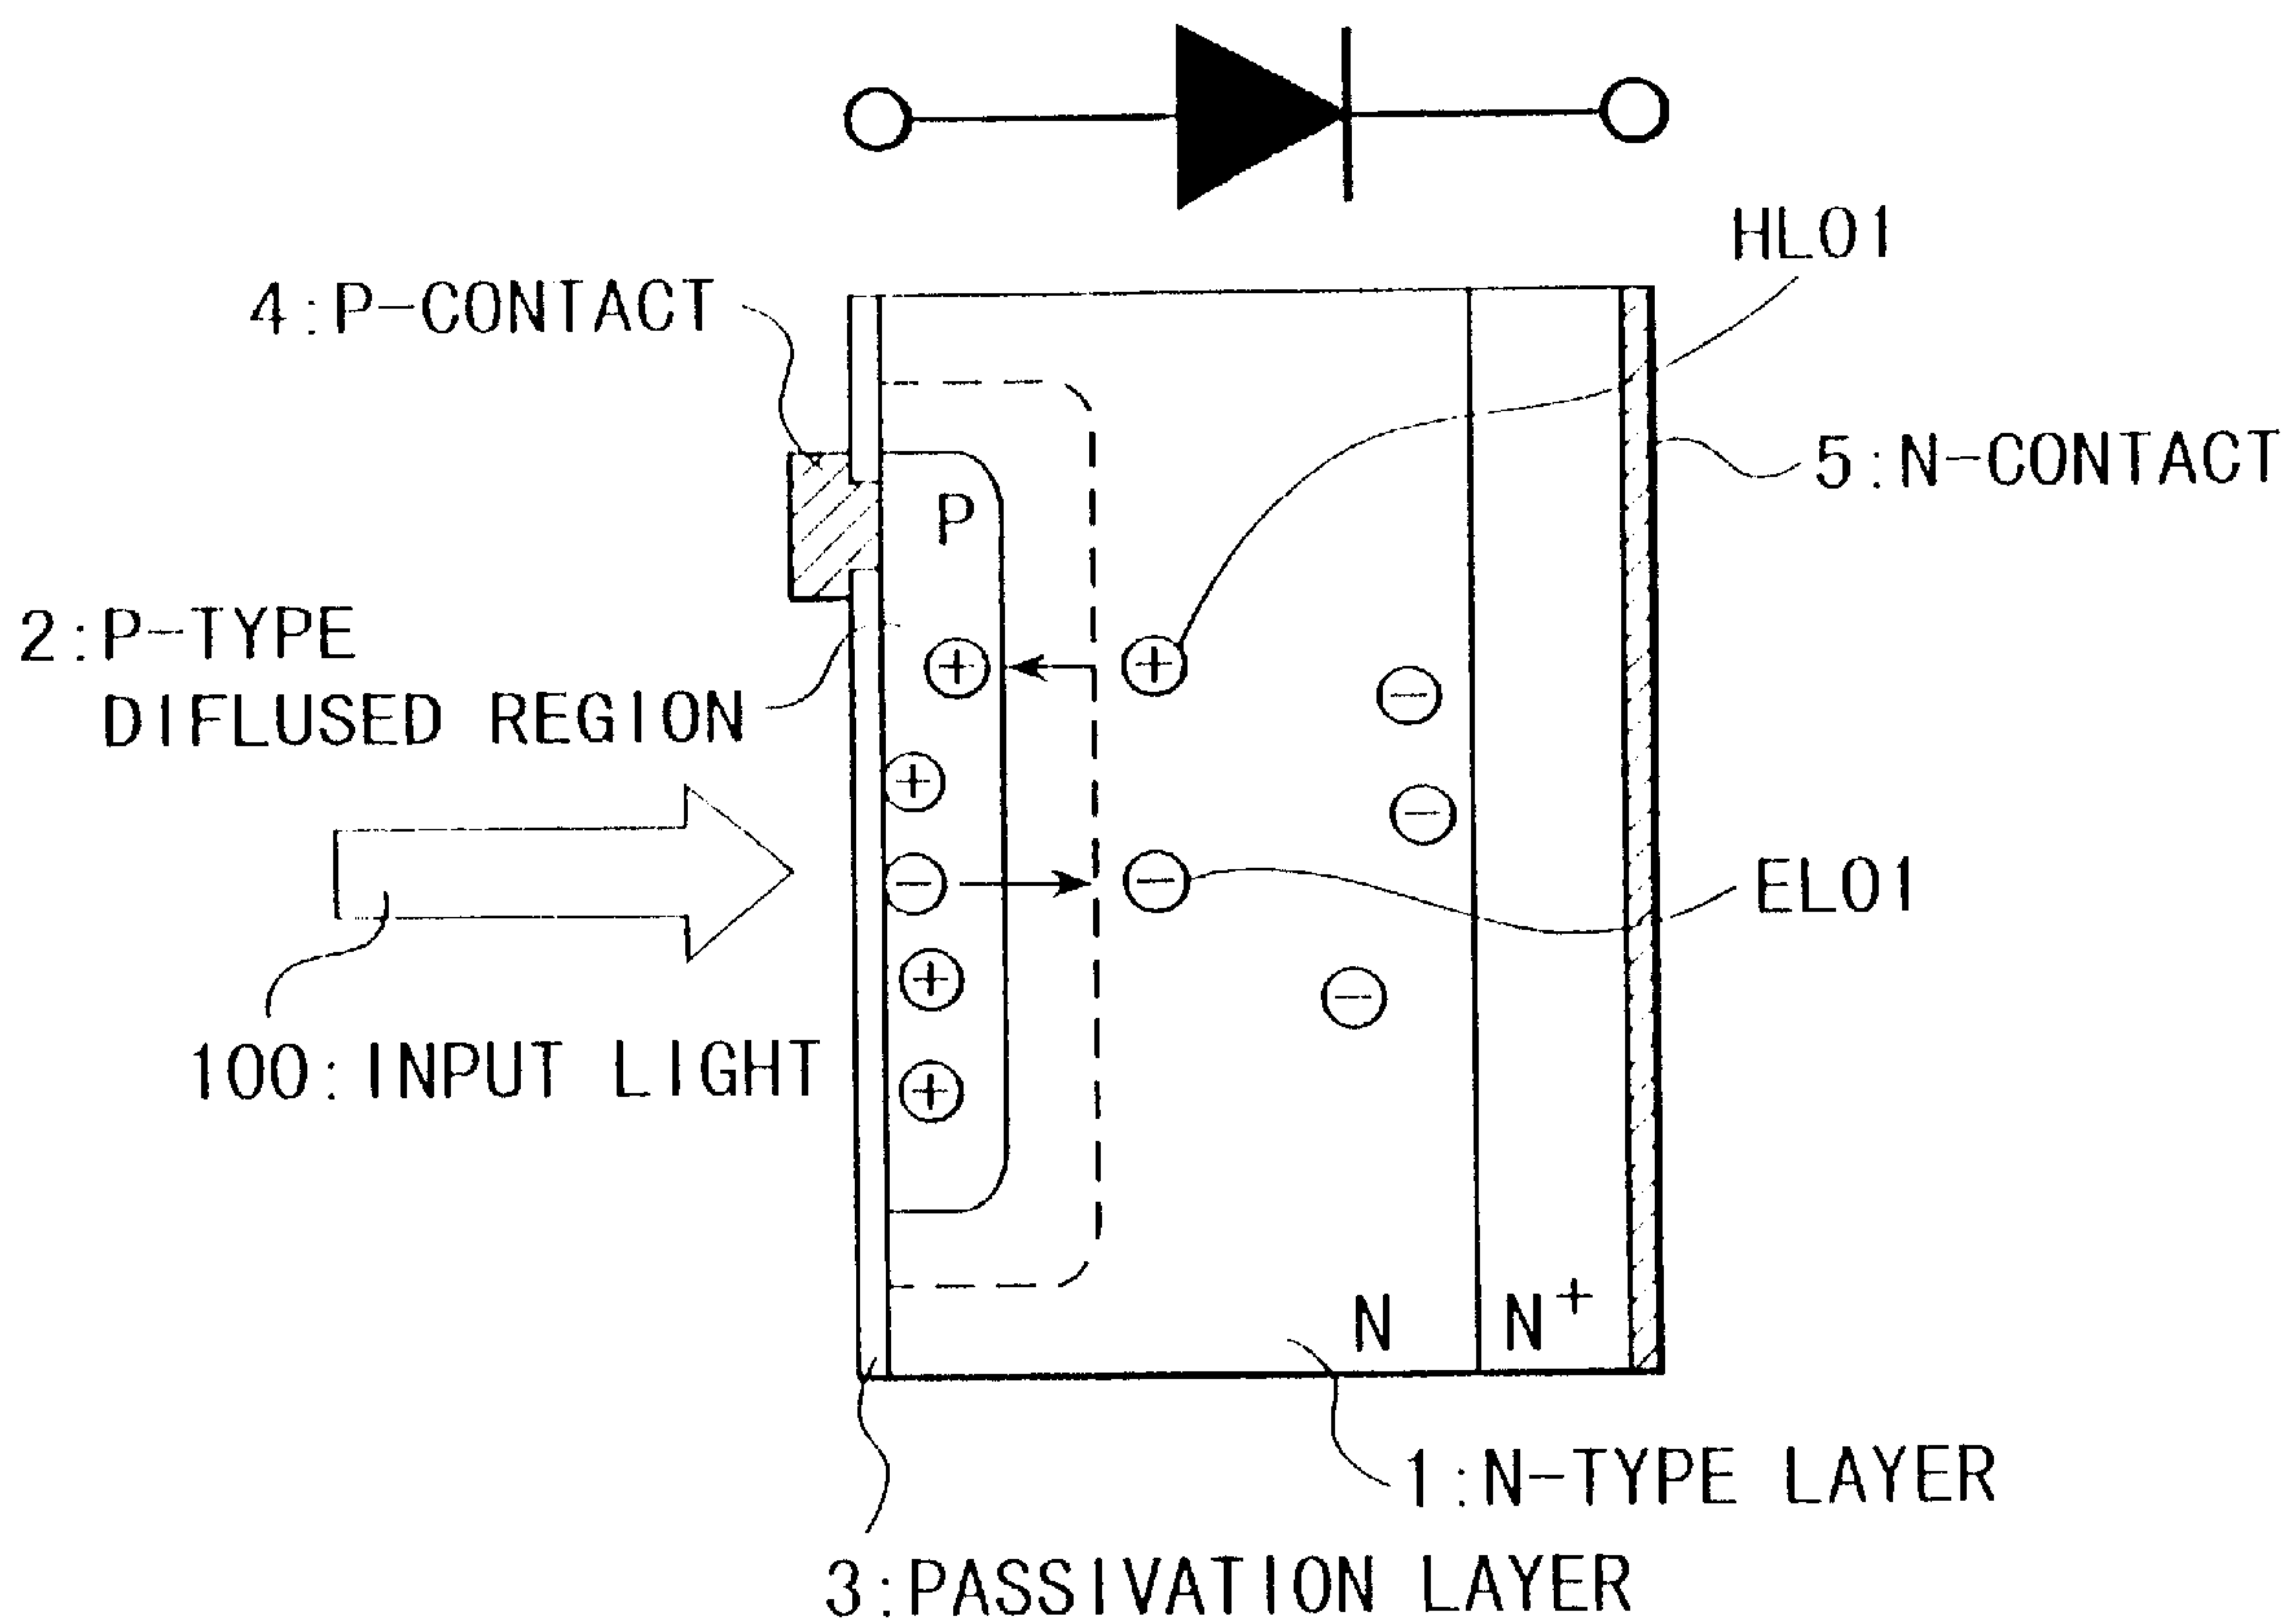 HL01
4:P-CONTACT
5:N-CONTACT
P
2:P-TYPE
DIFLUSED REGION
+
+
-
-
+
-
-
EL01
+
-
100:INPUT LIGHT
+
N N+
1:N-TYPE LAYER
3:PASSIVATION LAYER